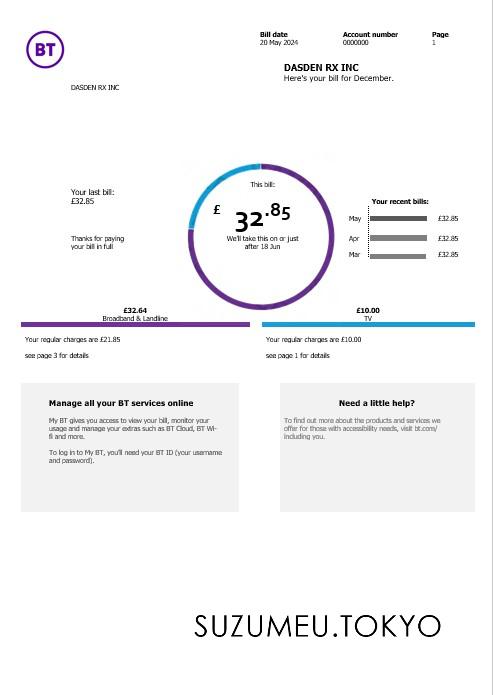 BT
Bill date
20 May 2024
Account number
0000000
Page
1
DASDEN RX INC
Here's your bill for December.
DASDEN RX INC
Your last bill:
£32.85
Thanks for paying
your bill in full
This bill:
£32.85
We'll take this on or just
after 18 Jun
Your recent bills:
May £32.85
Apr £32.85
Mar £32.85
£32.64
Broadband & Landline
Your regular charges are £21.85
see page 3 for details
£10.00
TV
Your regular charges are £10.00
see page 1 for details
Manage all your BT services online
My BT gives you access to view your bill, monitor your
usage and manage your extras such as BT Cloud, BT Wi-
fi and more.
To log in to My BT, you'll need your BT ID (your username
and password).
Need a little help?
To find out more about the products and services we
offer for those with accessibility needs, visit bt.com/
including you.
SUZUMEU.TOKYO